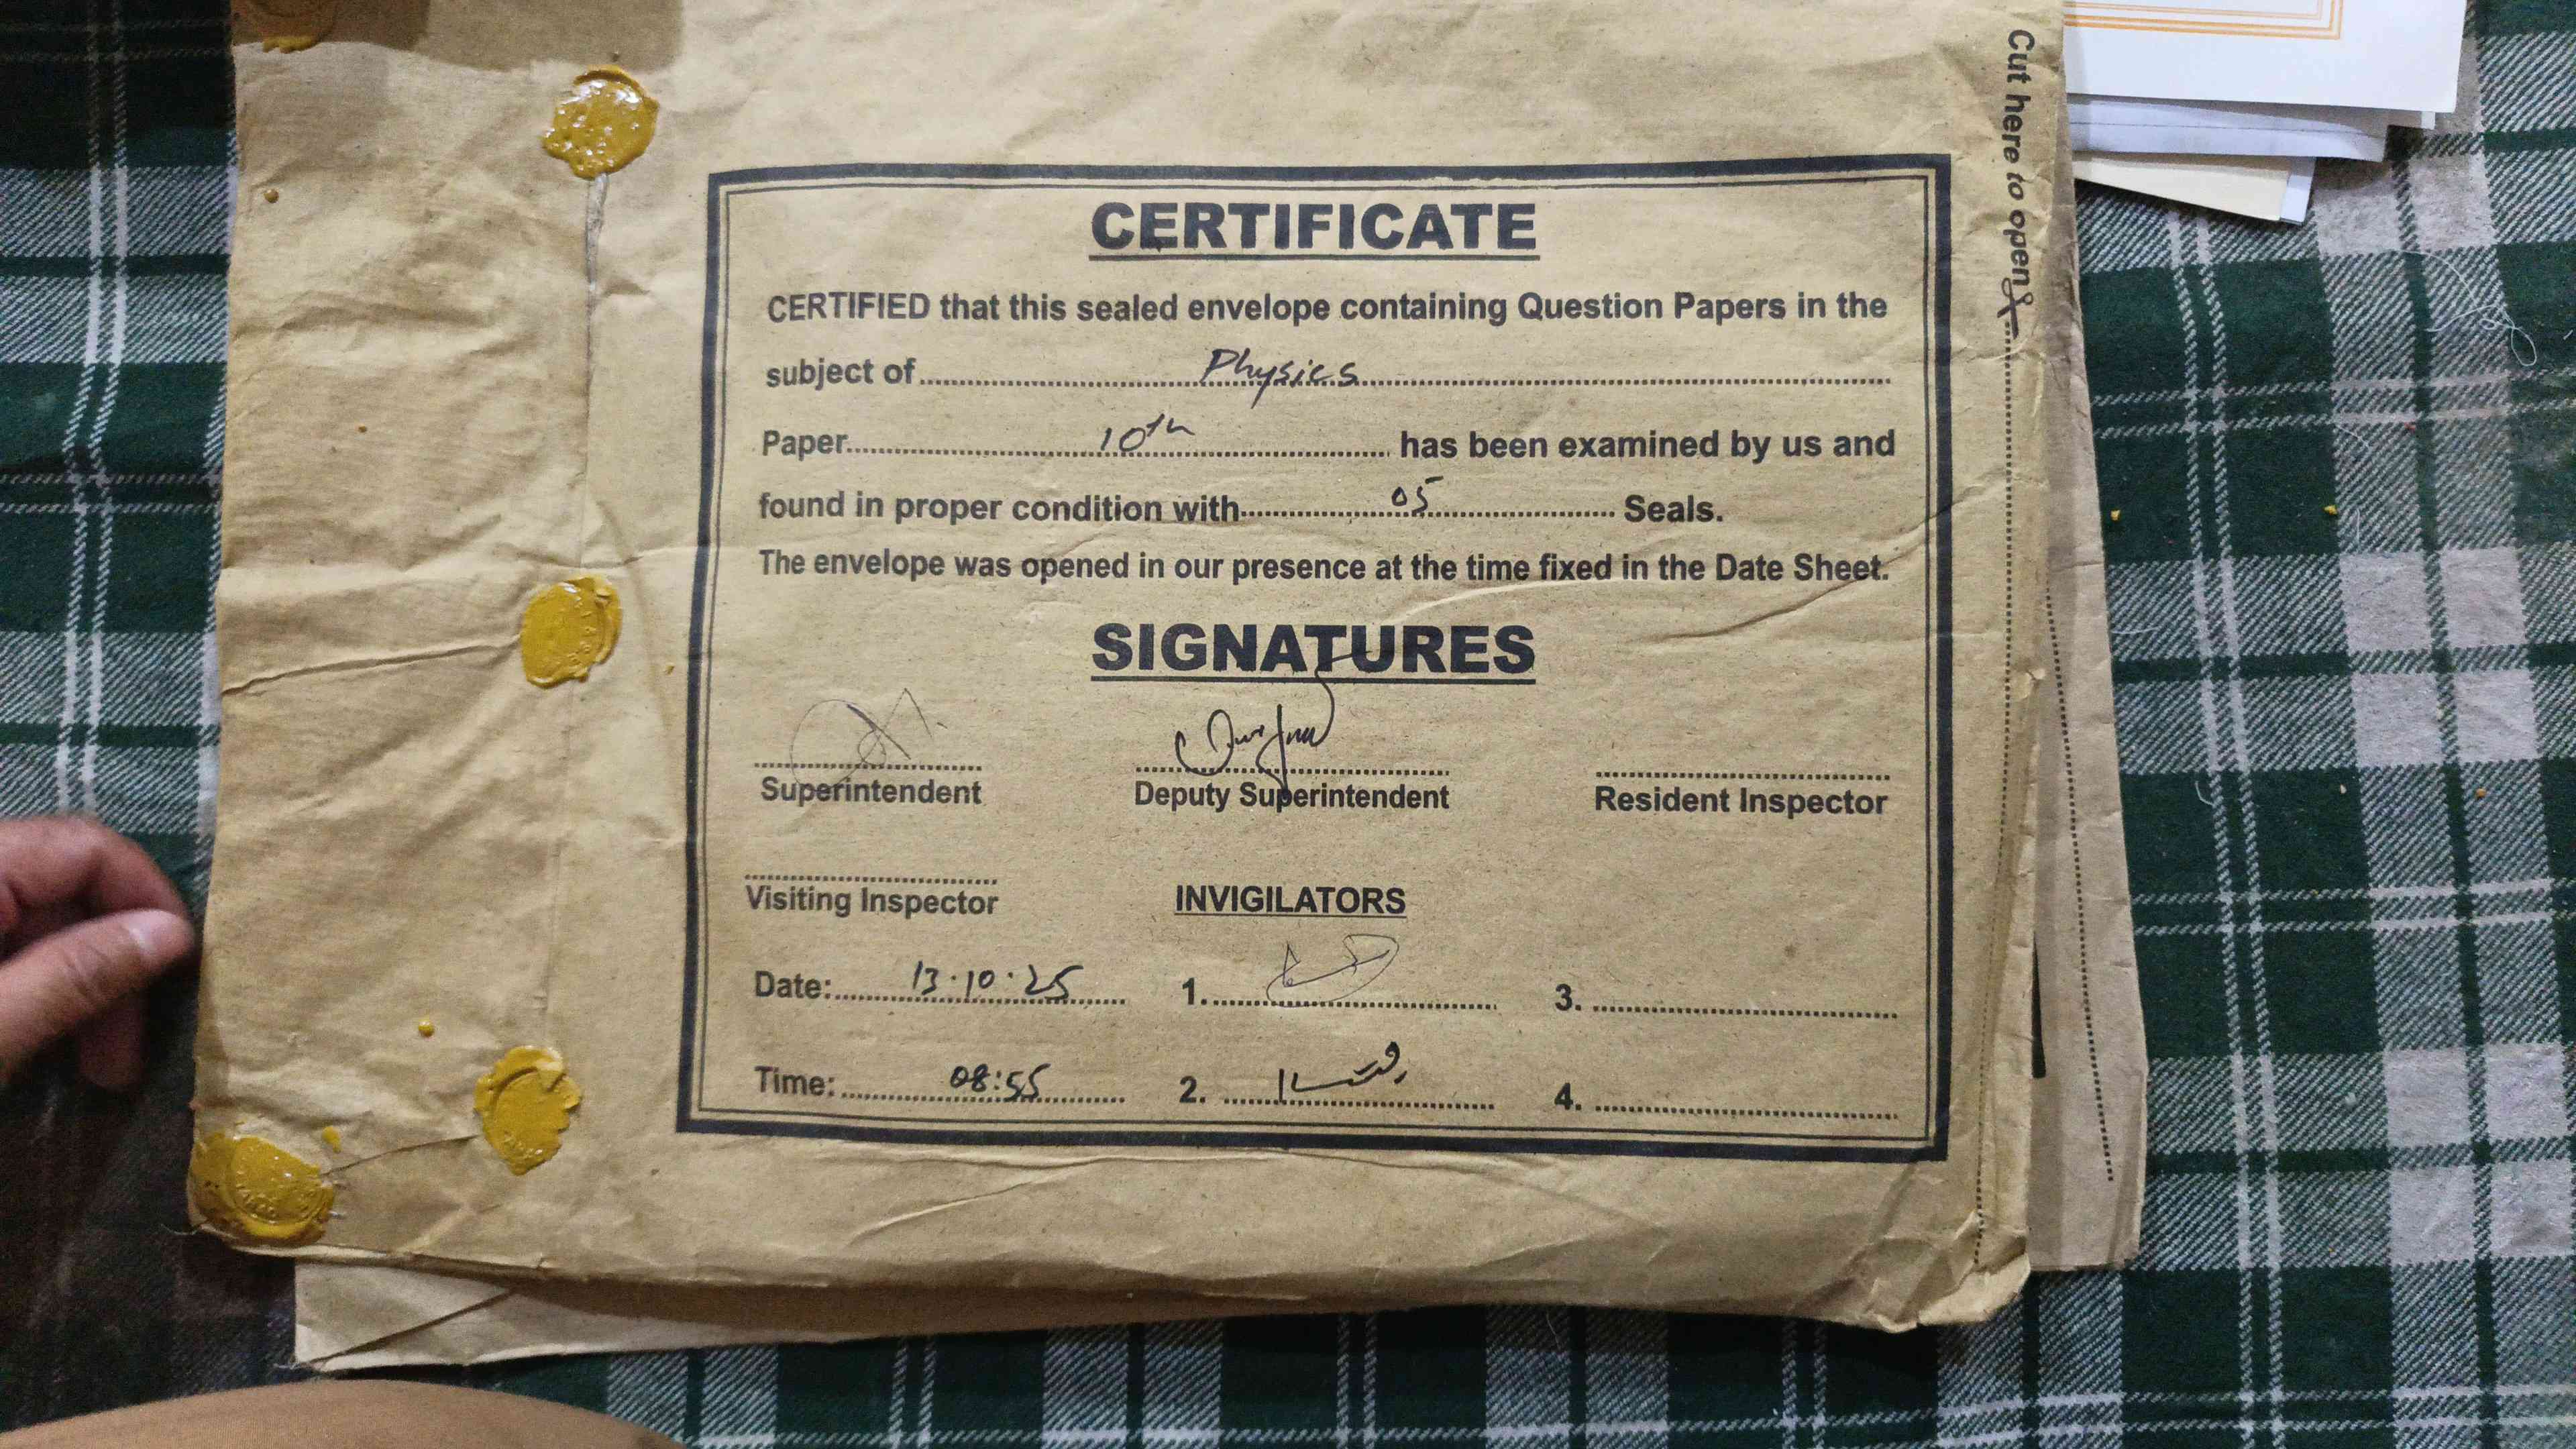 CERTIFICATE
CERTIFIED that this sealed envelope containing Question Papers in the
subject of Physics
Paper 10th has been examined by us and
found in proper condition with 05 Seals.
The envelope was opened in our presence at the time fixed in the Date Sheet.
SIGNATURES
Superintendent Deputy Superintendent Resident Inspector
Visiting Inspector INVIGILATORS
Date: 13.10.25 1. 3.
Time: 08:55 2. 4.
Cut here to open